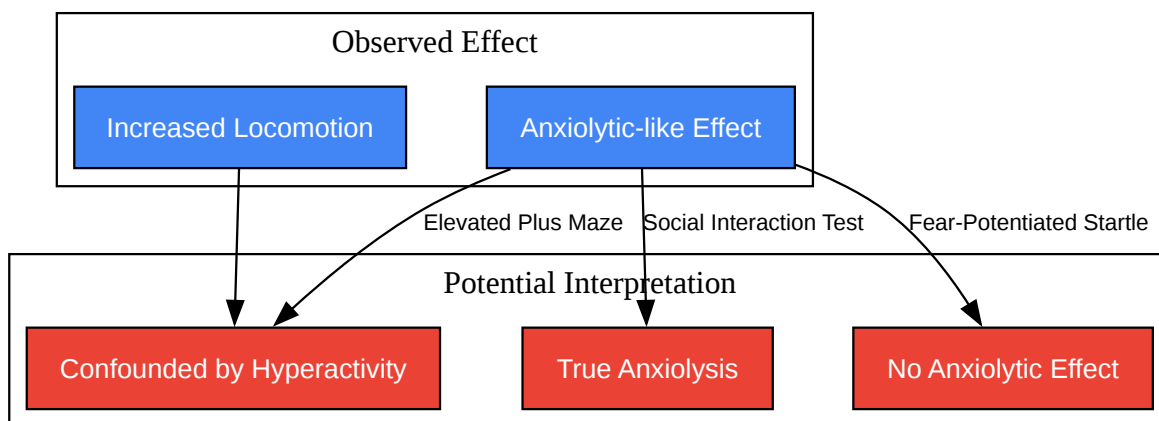 Observed Effect
Increased Locomotion
Anxiolytic-like Effect
Elevated Plus Maze
Social Interaction Test
Fear-Potentiated Startle
Potential Interpretation
Confounded by Hyperactivity
True Anxiolysis
No Anxiolytic Effect